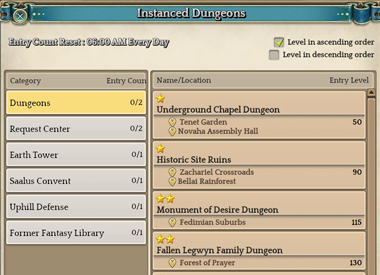 Instanced Dungeons
Entry Count Reset : 06:00 AM Every Day
Level in ascending order
Level in descending order
Category Entry Coun
Dungeons 0/2
Request Center 0/2
Earth Tower 0/1
Saalus Convent 0/1
Uphill Defense 0/1
Former Fantasy Library 0/1
Name/Location Entry Level
Underground Chapel Dungeon
Tenet Garden 50
Novaha Assembly Hall
Historic Site Ruins
Zachariel Crossroads 90
Bellai Rainforest
Monument of Desire Dungeon
Fedimian Suburbs 115
Fallen Legwyn Family Dungeon
Forest of Prayer 130